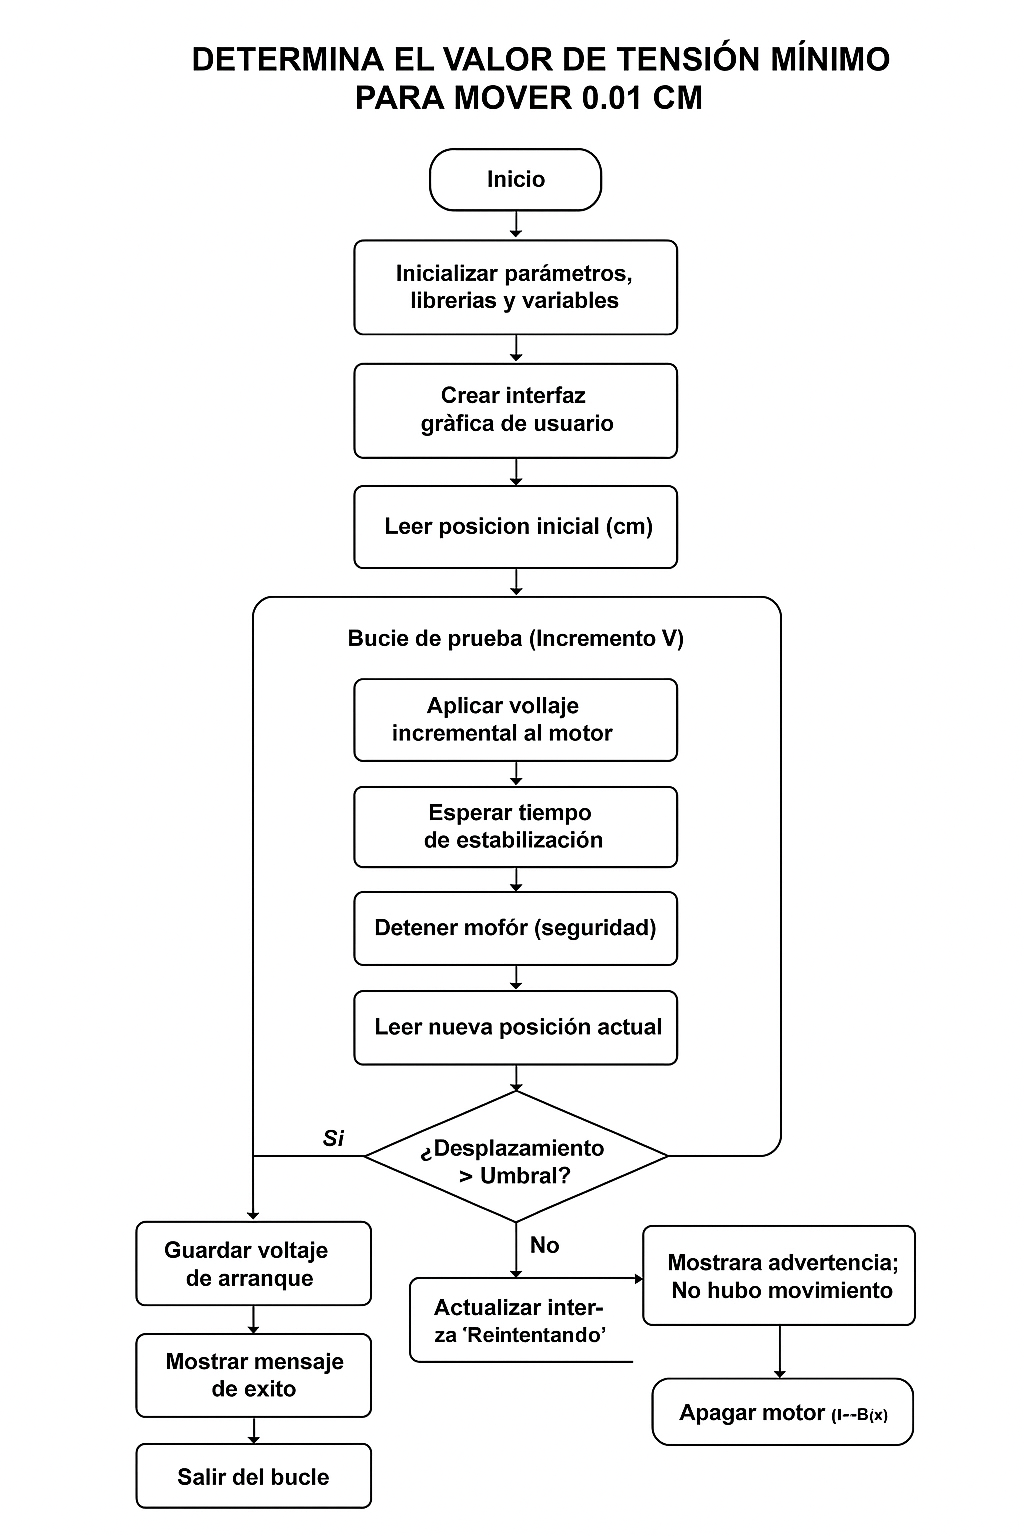 DETERMINA EL VALOR DE TENSIÓN MÍNIMO
PARA MOVER 0.01 CM
Inicio
Inicializar parámetros,
librerias y variables
Crear interfaz
gràfica de usuario
Leer posicion inicial (cm)
Bucie de prueba (Incremento V)
Aplicar vollaje
incremental al motor
Esperar tiempo
de estabilización
Detener mofór (seguridad)
Leer nueva posición actual
¿Desplazamiento
> Umbral?
Si
No
Guardar voltaje
de arranque
Mostrar mensaje
de exito
Salir del bucle
Actualizar inter-
za ‘Reintentando’
Mostrara advertencia;
No hubo movimiento
Apagar motor (I--B(x)